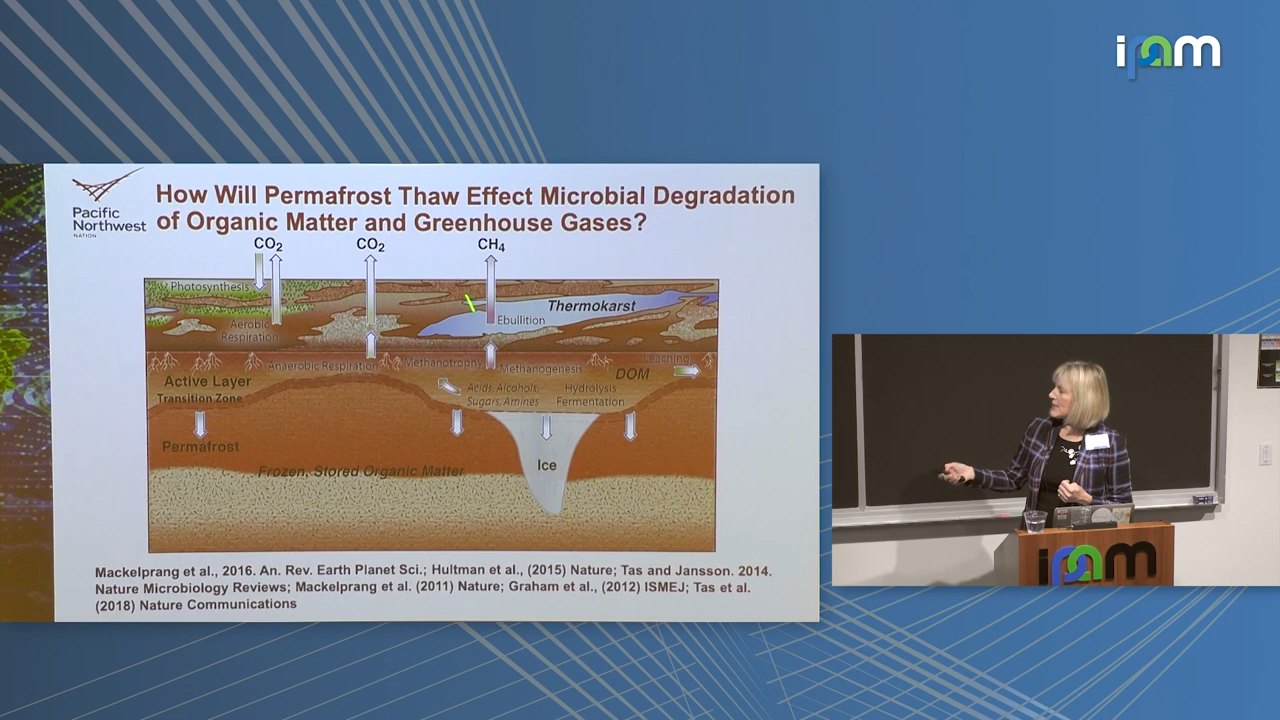 ipam
Pacific
Northwest
NATION
How Will Permafrost Thaw Effect Microbial Degradation
of Organic Matter and Greenhouse Gases?
CO2
CO2
CH4
Photosynthesis
Thermokarst
Aerobic
Respiration
Ebullition
Anaerobic Respiration
Methanotrophy
Methanogenesis
Leaching
DOM
Active Layer
Transition Zone
Acids, Alcohols,
Sugars, Amines
Hydrolysis
Fermentation
Permafrost
Ice
Frozen, Stored Organic Matter
Mackelprang et al., 2016. An. Rev. Earth Planet Sci.; Hultman et al., (2015) Nature; Tas and Jansson. 2014.
Nature Microbiology Reviews; Mackelprang et al. (2011) Nature; Graham et al., (2012) ISMEJ; Tas et al.
(2018) Nature Communications
ipam